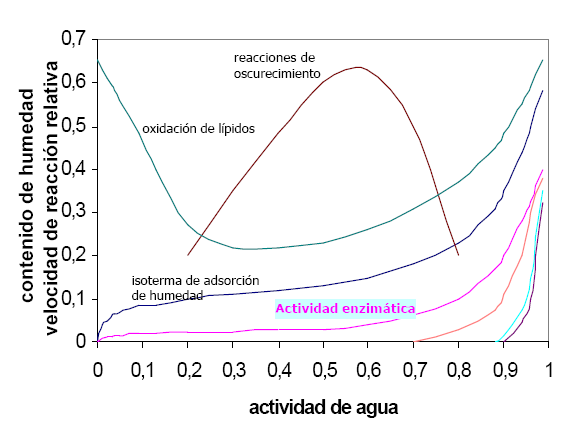 contenido de humedad
velocidad de reacción relativa
0,7
0,6
0,5
0,4
0,3
0,2
0,1
0
reacciones de
oscurecimiento
oxidación de lípidos
isoterma de adsorción
de humedad
Actividad enzimática
0 0,1 0,2 0,3 0,4 0,5 0,6 0,7 0,8 0,9 1
actividad de agua